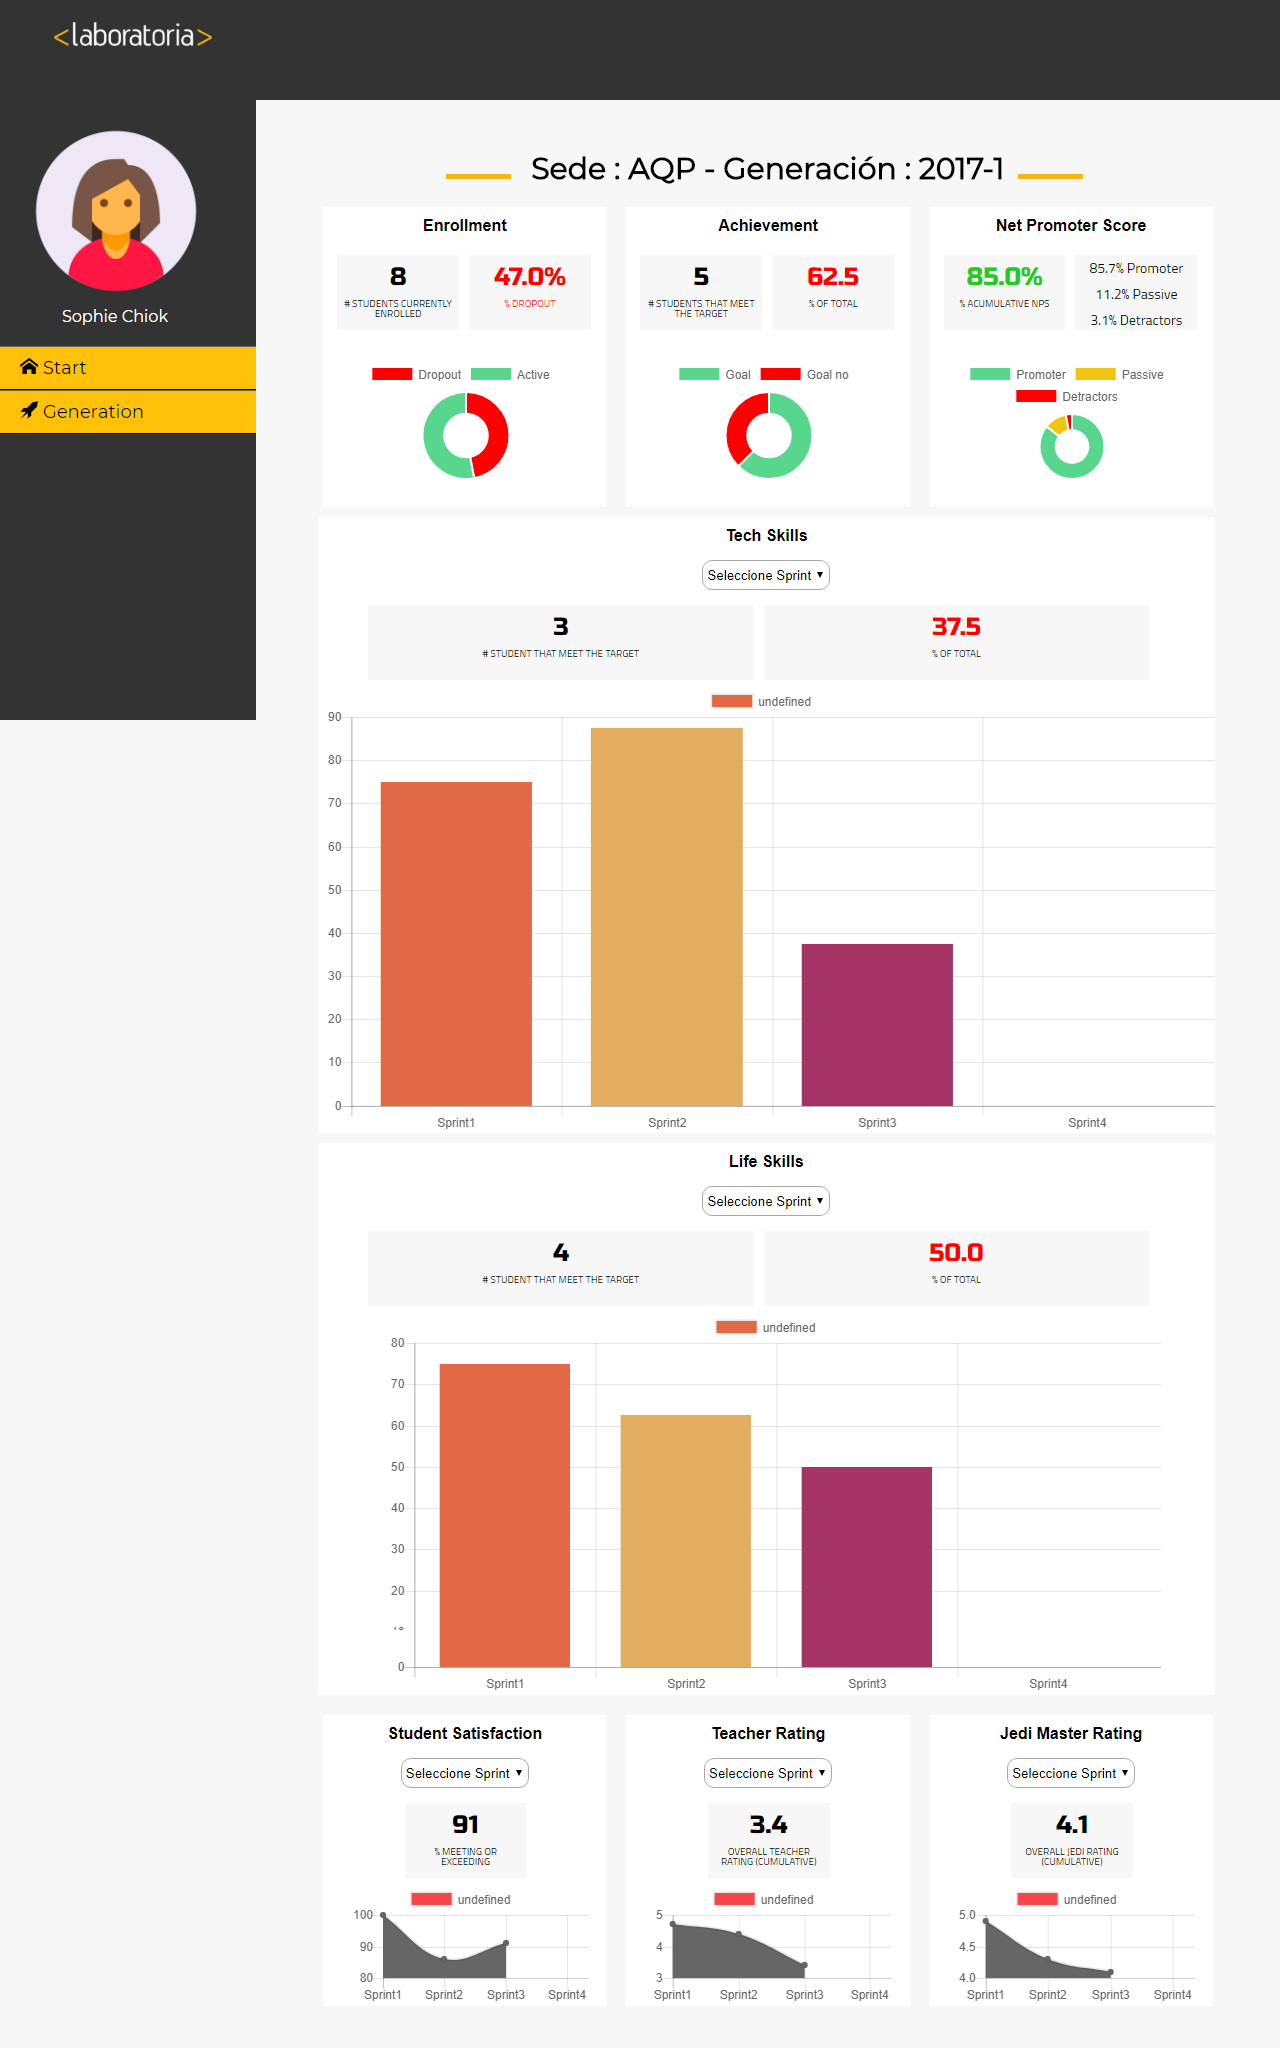 <laboratoria>
Sophie Chiok
Start
Generation
Sede : AQP - Generación : 2017-1
Enrollment
8
# STUDENTS CURRENTLY
ENROLLED
47.0%
% DROPOUT
Dropout Active
Achievement
5
# STUDENTS THAT MEET
THE TARGET
62.5
% OF TOTAL
Goal Goal no
Net Promoter Score
85.0%
% ACUMULATIVE NPS
85.7% Promoter
11.2% Passive
3.1% Detractors
Promoter Passive
Detractors
Tech Skills
Seleccione Sprint
3
# STUDENT THAT MEET THE TARGET
37.5
% OF TOTAL
undefined
90
80
70
60
50
40
30
20
10
0
Sprint1 Sprint2 Sprint3 Sprint4
Life Skills
Seleccione Sprint
4
# STUDENT THAT MEET THE TARGET
50.0
% OF TOTAL
undefined
80
70
60
50
40
30
20
0
Sprint1 Sprint2 Sprint3 Sprint4
Student Satisfaction
Seleccione Sprint
91
% MEETING OR
EXCEEDING
undefined
100
90
80
Sprint1 Sprint2 Sprint3 Sprint4
Teacher Rating
Seleccione Sprint
3.4
OVERALL TEACHER
RATING (CUMULATIVE)
undefined
5
4
3
Sprint1 Sprint2 Sprint3 Sprint4
Jedi Master Rating
Seleccione Sprint
4.1
OVERALL JEDI RATING
(CUMULATIVE)
undefined
5.0
4.5
4.0
Sprint1 Sprint2 Sprint3 Sprint4